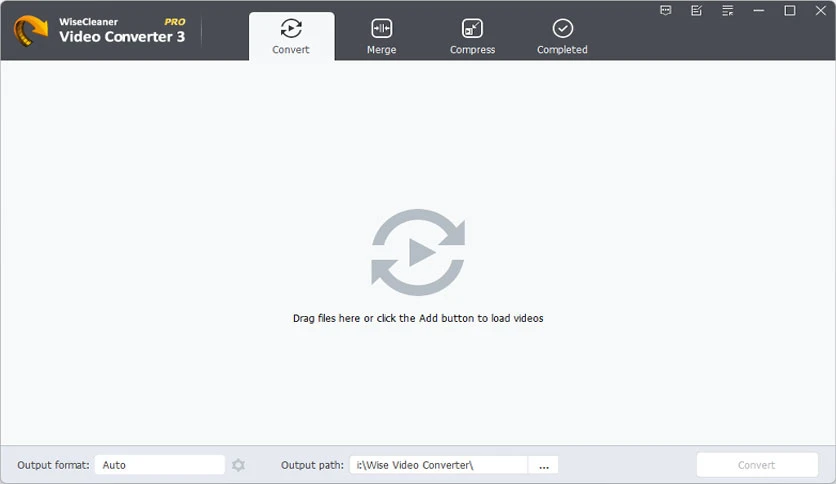 WiseCleaner PRO
Video Converter 3
Convert
Merge
Compress
Completed
Drag files here or click the Add button to load videos
Output format: Auto
Output path: i:\Wise Video Converter\ ...
Convert